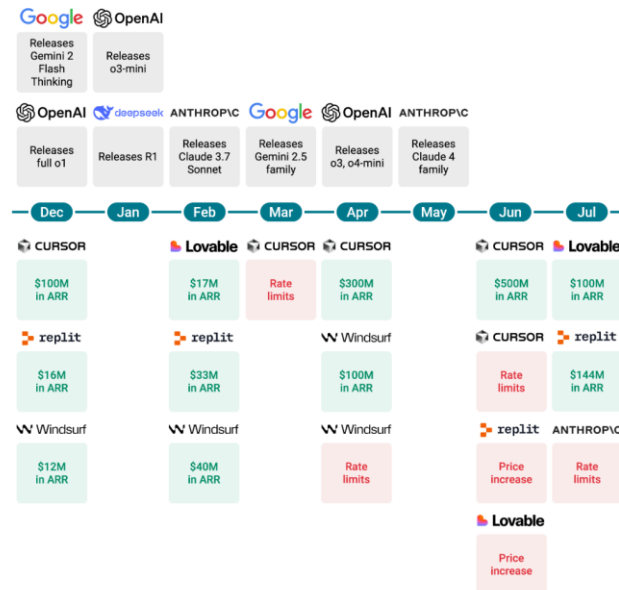 Google OpenAI
Releases
Gemini 2
Flash
Thinking
Releases
o3-mini
OpenAI deepseek ANTHROP\C Google OpenAI ANTHROP\C
Releases
full o1
Releases R1
Releases
Claude 3.7
Sonnet
Releases
Gemini 2.5
family
Releases
o3, o4-mini
Releases
Claude 4
family
Dec Jan Feb Mar Apr May Jun Jul
CURSOR Lovable CURSOR CURSOR CURSOR Lovable
$100M
in ARR
$17M
in ARR
Rate
limits
$300M
in ARR
$500M
in ARR
$100M
in ARR
replit replit Windsurf CURSOR replit
$16M
in ARR
$33M
in ARR
$100M
in ARR
Rate
limits
$144M
in ARR
Windsurf Windsurf Windsurf replit ANTHROP\C
$12M
in ARR
$40M
in ARR
Rate
limits
Price
increase
Rate
limits
Lovable
Price
increase